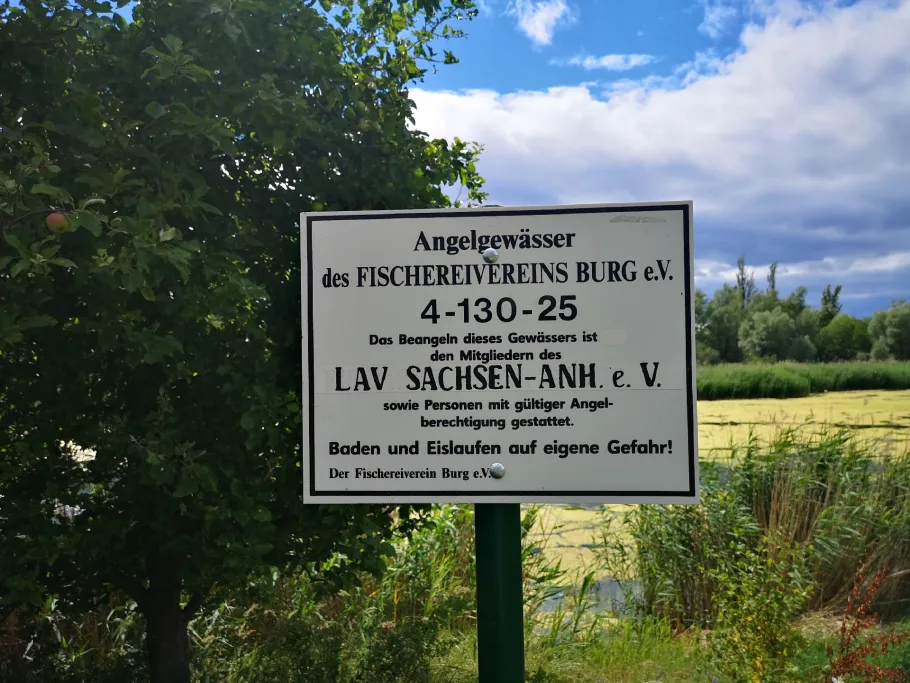 Angelgewässer
des FISCHEREIVEREINS BURG e.V.
4-130-25
Das Beangeln dieses Gewässers ist
den Mitgliedern des
LAV SACHSEN-ANH. e. V.
sowie Personen mit gültiger Angel-
berechtigung gestattet.
Baden und Eislaufen auf eigene Gefahr!
Der Fischereiverein Burg e.V.